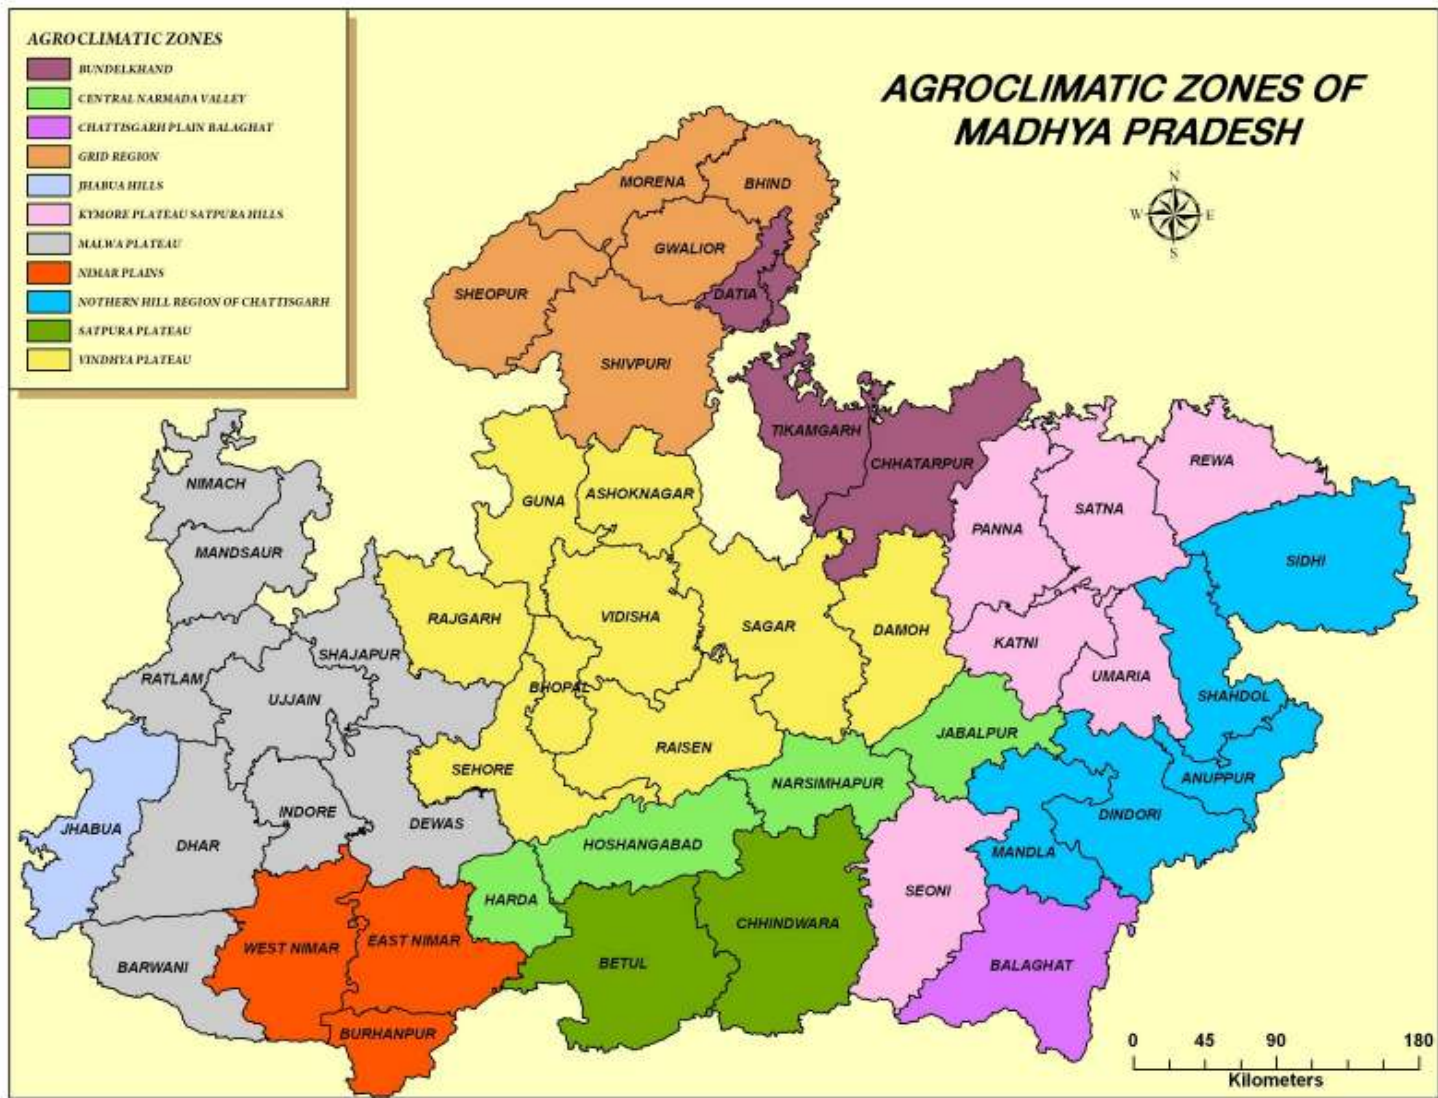 AGROCLIMATIC ZONES
BUNDELKHAND
CENTRAL NARMADA VALLEY
CHATTISGARH PLAIN BALAGHAT
GRID REGION
JHABUA HILLS
KYMORE PLATEAU SATPURA HILLS
MALWA PLATEAU
NIMAR PLAINS
NOTHERN HILL REGION OF CHATTISGARH
SATPURA PLATEAU
VINDHYA PLATEAU
AGROCLIMATIC ZONES OF
MADHYA PRADESH
N
W E
S
MORENA
BHIND
GWALIOR
SHEOPUR
DATIA
SHIVPURI
TIKAMGARH
CHHATARPUR
REWA
NIMACH
GUNA
ASHOKNAGAR
PANNA
SATNA
MANDSAUR
SIDHI
RAJGARH
VIDISHA
SAGAR
DAMOH
KATNI
SHAJAPUR
RATLAM
UMARIA
UJJAIN
BHOPAL
SHAHDOL
JABALPUR
RAISEN
SEHORE
ANUPPUR
NARSIMHAPUR
INDORE
DINDORI
JHABUA
DEWAS
DHAR
HOSHANGABAD
MANDLA
SEONI
HARDA
CHHINDWARA
WEST NIMAR
EAST NIMAR
BARWANI
BETUL
BALAGHAT
BURHANPUR
0 45 90 180
Kilometers